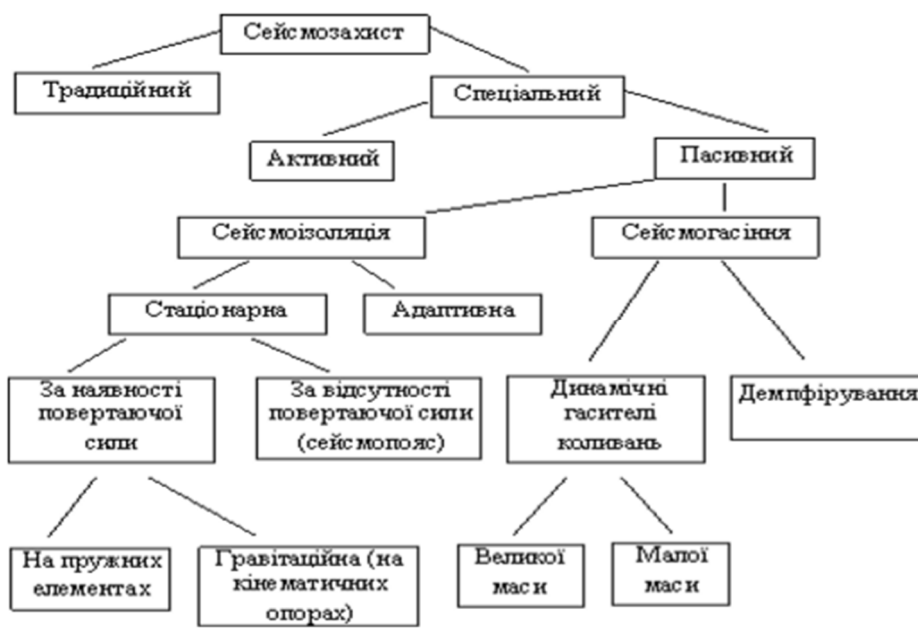 Сейсмозахист
Традиційний
Спеціальний
Активний
Пасивний
Сейсмоізоляція
Сейсмогасіння
Стаціонарна
Адаптивна
За наявності
повертаючої
сили
За відсутності
повертаючої сили
(сейсмопояс)
Динамічні
гасителі
коливань
Демпфірування
На пружних
елементах
Гравітаційна (на
кінематичних
опорах)
Великої
маси
Малої
маси